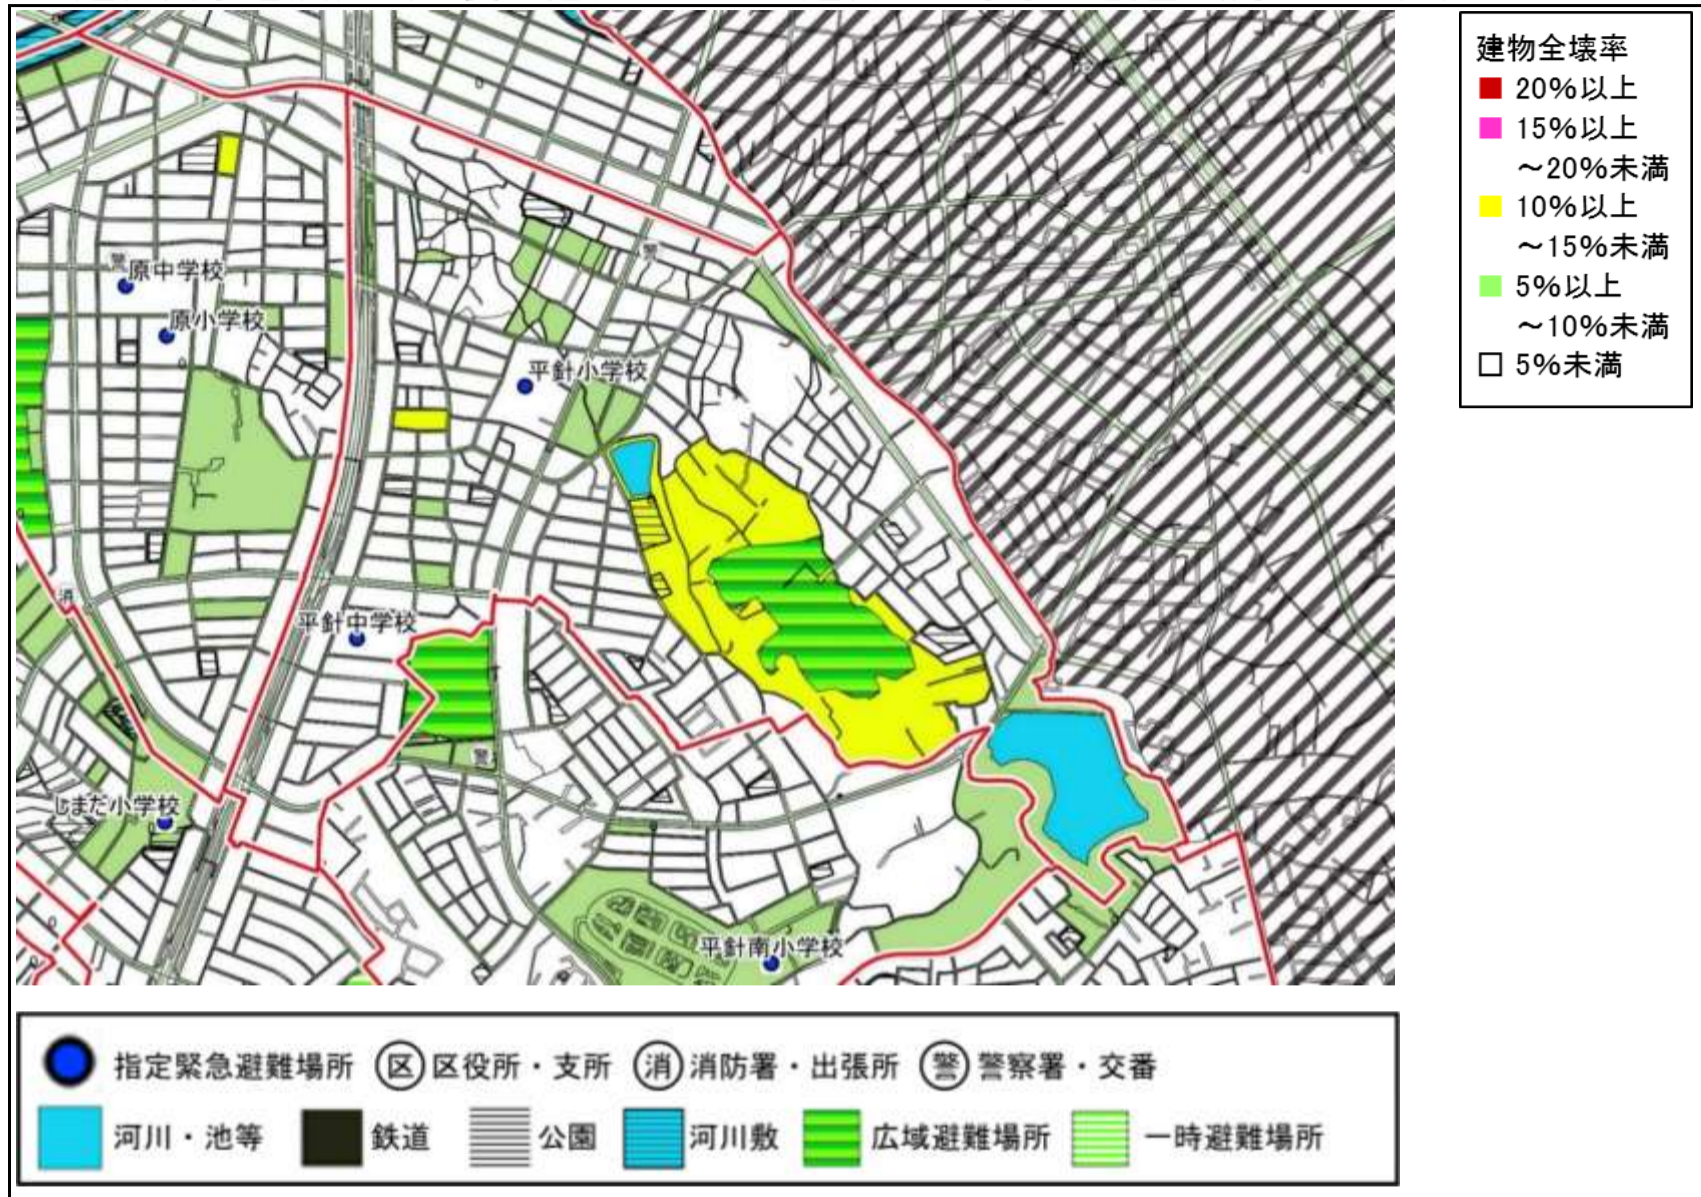 建物全壊率
20%以上
15%以上
～20%未満
10%以上
～15%未満
5%以上
～10%未満
5%未満
警
警
原中学校
原小学校
平針小学校
消
平針中学校
警
しまだ小学校
平針南小学校
指定緊急避難場所 区 区役所・支所 消 消防署・出張所 警 警察署・交番
河川・池等 鉄道 公園 河川敷 広域避難場所 一時避難場所